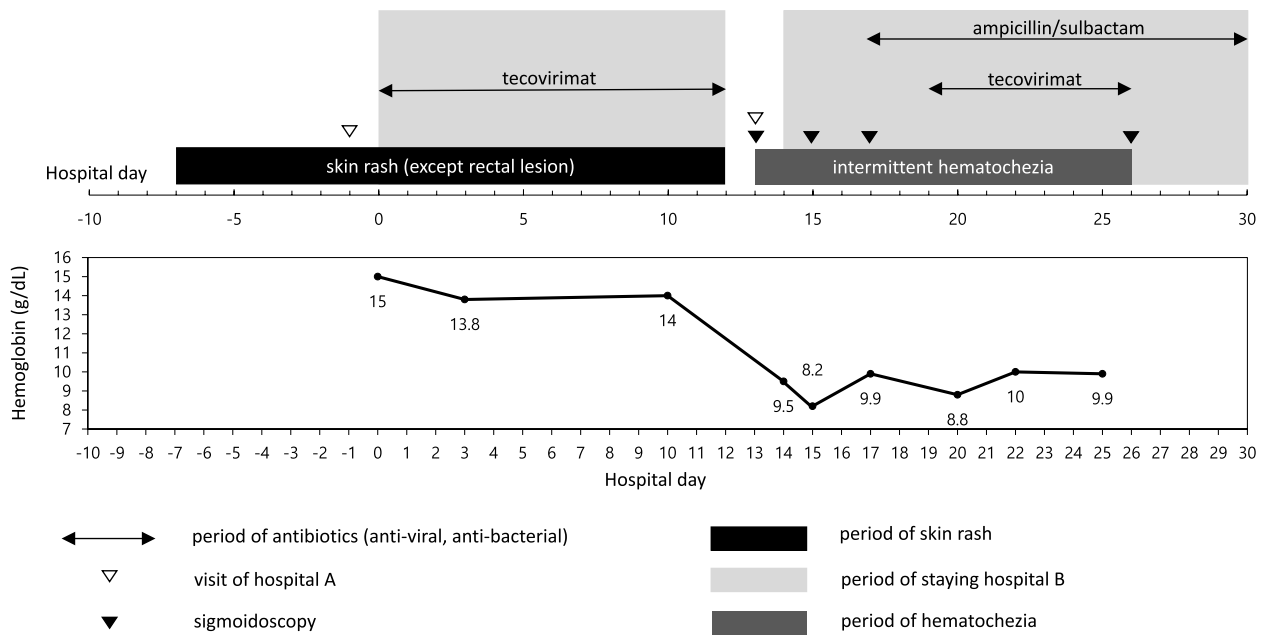 ampicillin/sulbactam
tecovirimat
tecovirimat
skin rash (except rectal lesion)
intermittent hematochezia
Hospital day
-10 -5 0 5 10 15 20 25 30
Hemoglobin (g/dL)
16
15
14
13
12
11
10
9
8
7
15
13.8
14
9.5
8.2
9.9
8.8
10
9.9
-10 -9 -8 -7 -6 -5 -4 -3 -2 -1 0 1 2 3 4 5 6 7 8 9 10 11 12 13 14 15 16 17 18 19 20 21 22 23 24 25 26 27 28 29 30
Hospital day
period of antibiotics (anti-viral, anti-bacterial)
period of skin rash
visit of hospital A
period of staying hospital B
sigmoidoscopy
period of hematochezia